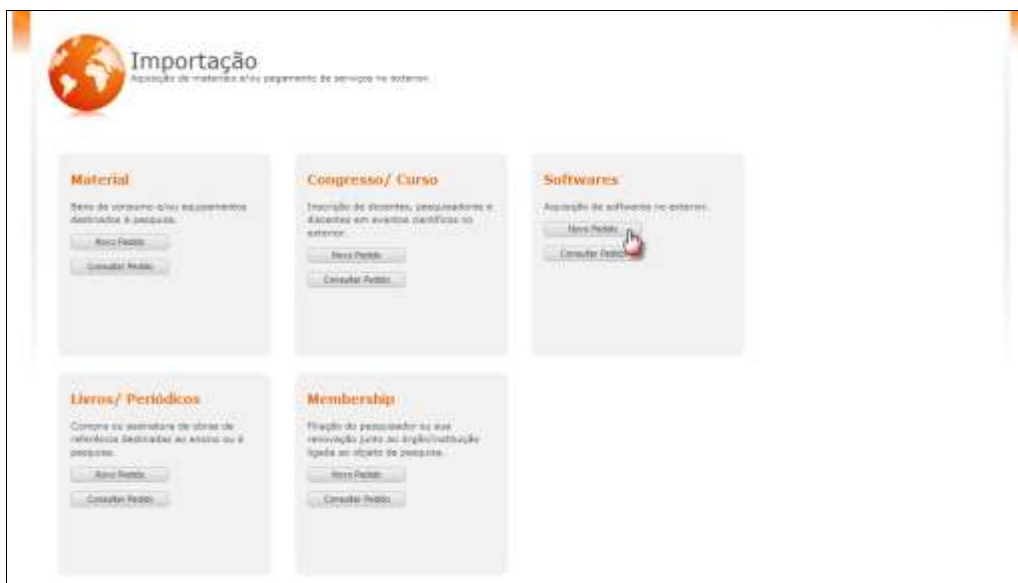 Importação
Aquisição de materiais e/ou pagamento de serviços no exterior.
Material
Bens de consumo e/ou equipamentos
destinados à pesquisa.
Novo Pedido
Consultar Pedido
Congresso/ Curso
Inscrição de docentes, pesquisadores e
discentes em eventos científicos no
exterior.
Novo Pedido
Consultar Pedido
Softwares
Aquisição de softwares no exterior.
Novo Pedido
Consultar Pedido
Livros/ Periódicos
Compra ou assinatura de obras de
referência destinadas ao ensino ou à
pesquisa.
Novo Pedido
Consultar Pedido
Membership
Filiação do pesquisador ou sua
renovação junto ao órgão/instituição
ligada ao objeto de pesquisa.
Novo Pedido
Consultar Pedido